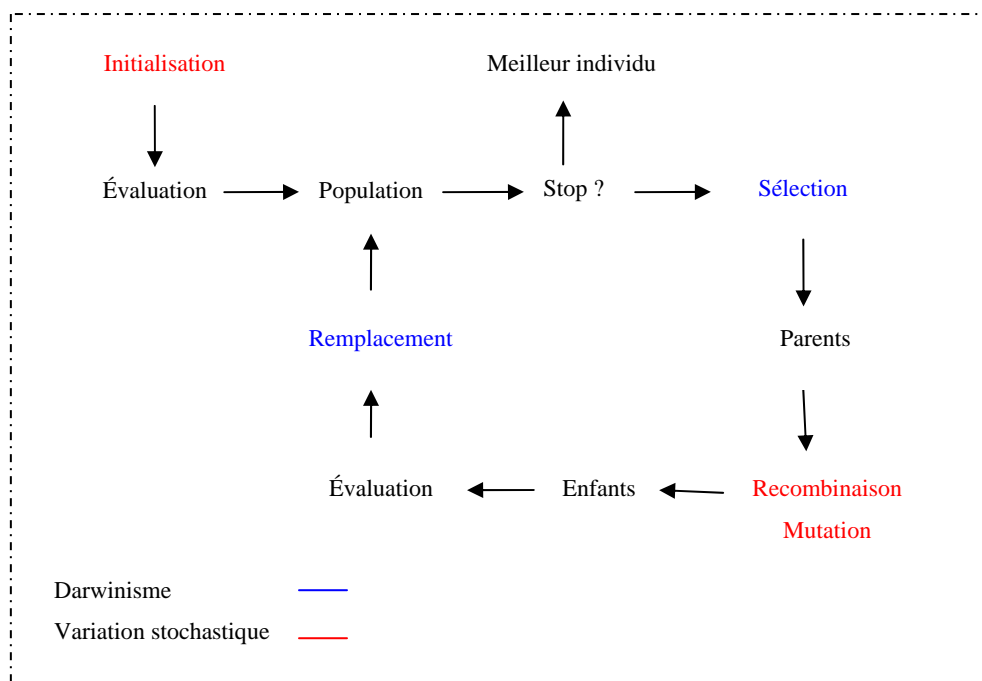 Initialisation
Meilleur individu
Évaluation
Population
Stop ?
Sélection
Remplacement
Parents
Évaluation
Enfants
Recombinaison
Mutation
Darwinisme
Variation stochastique